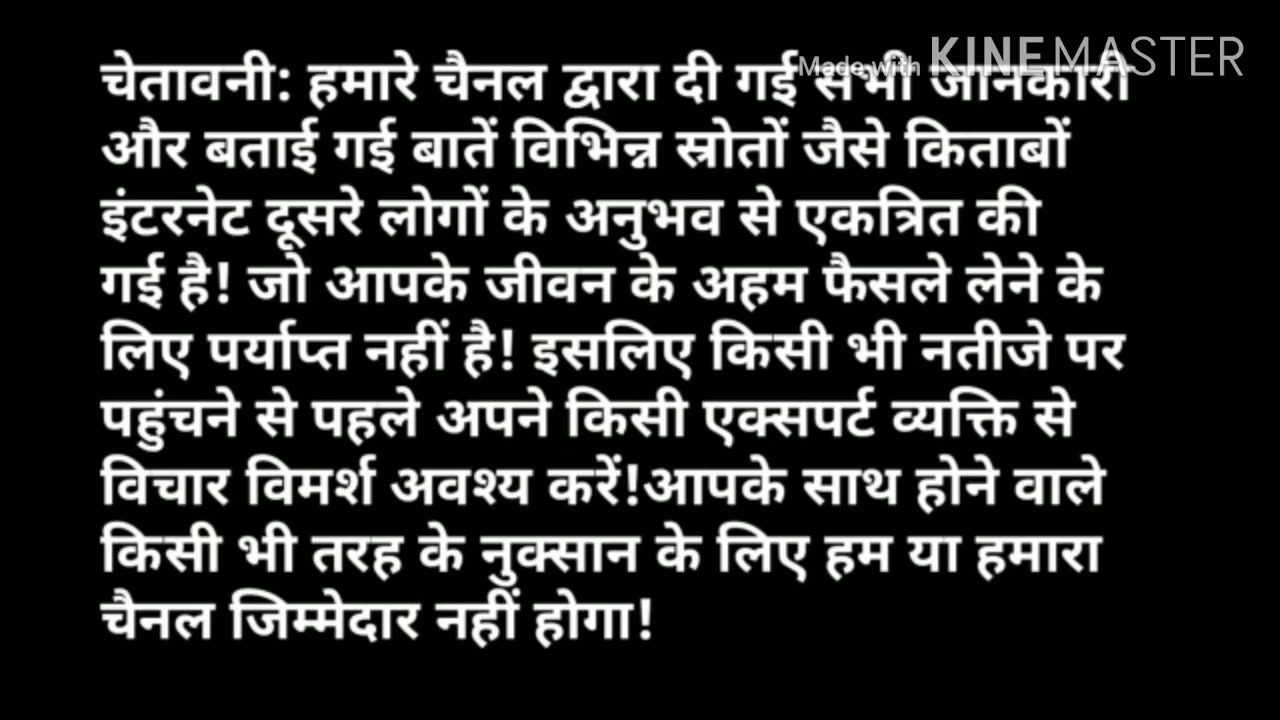 Made with KINEMASTER
चेतावनी: हमारे चैनल द्वारा दी गई सभी जानकारी
और बताई गई बातें विभिन्न स्रोतों जैसे किताबों
इंटरनेट दूसरे लोगों के अनुभव से एकत्रित की
गई है! जो आपके जीवन के अहम फैसले लेने के
लिए पर्याप्त नहीं है! इसलिए किसी भी नतीजे पर
पहुंचने से पहले अपने किसी एक्सपर्ट व्यक्ति से
विचार विमर्श अवश्य करें!आपके साथ होने वाले
किसी भी तरह के नुक्सान के लिए हम या हमारा
चैनल जिम्मेदार नहीं होगा!